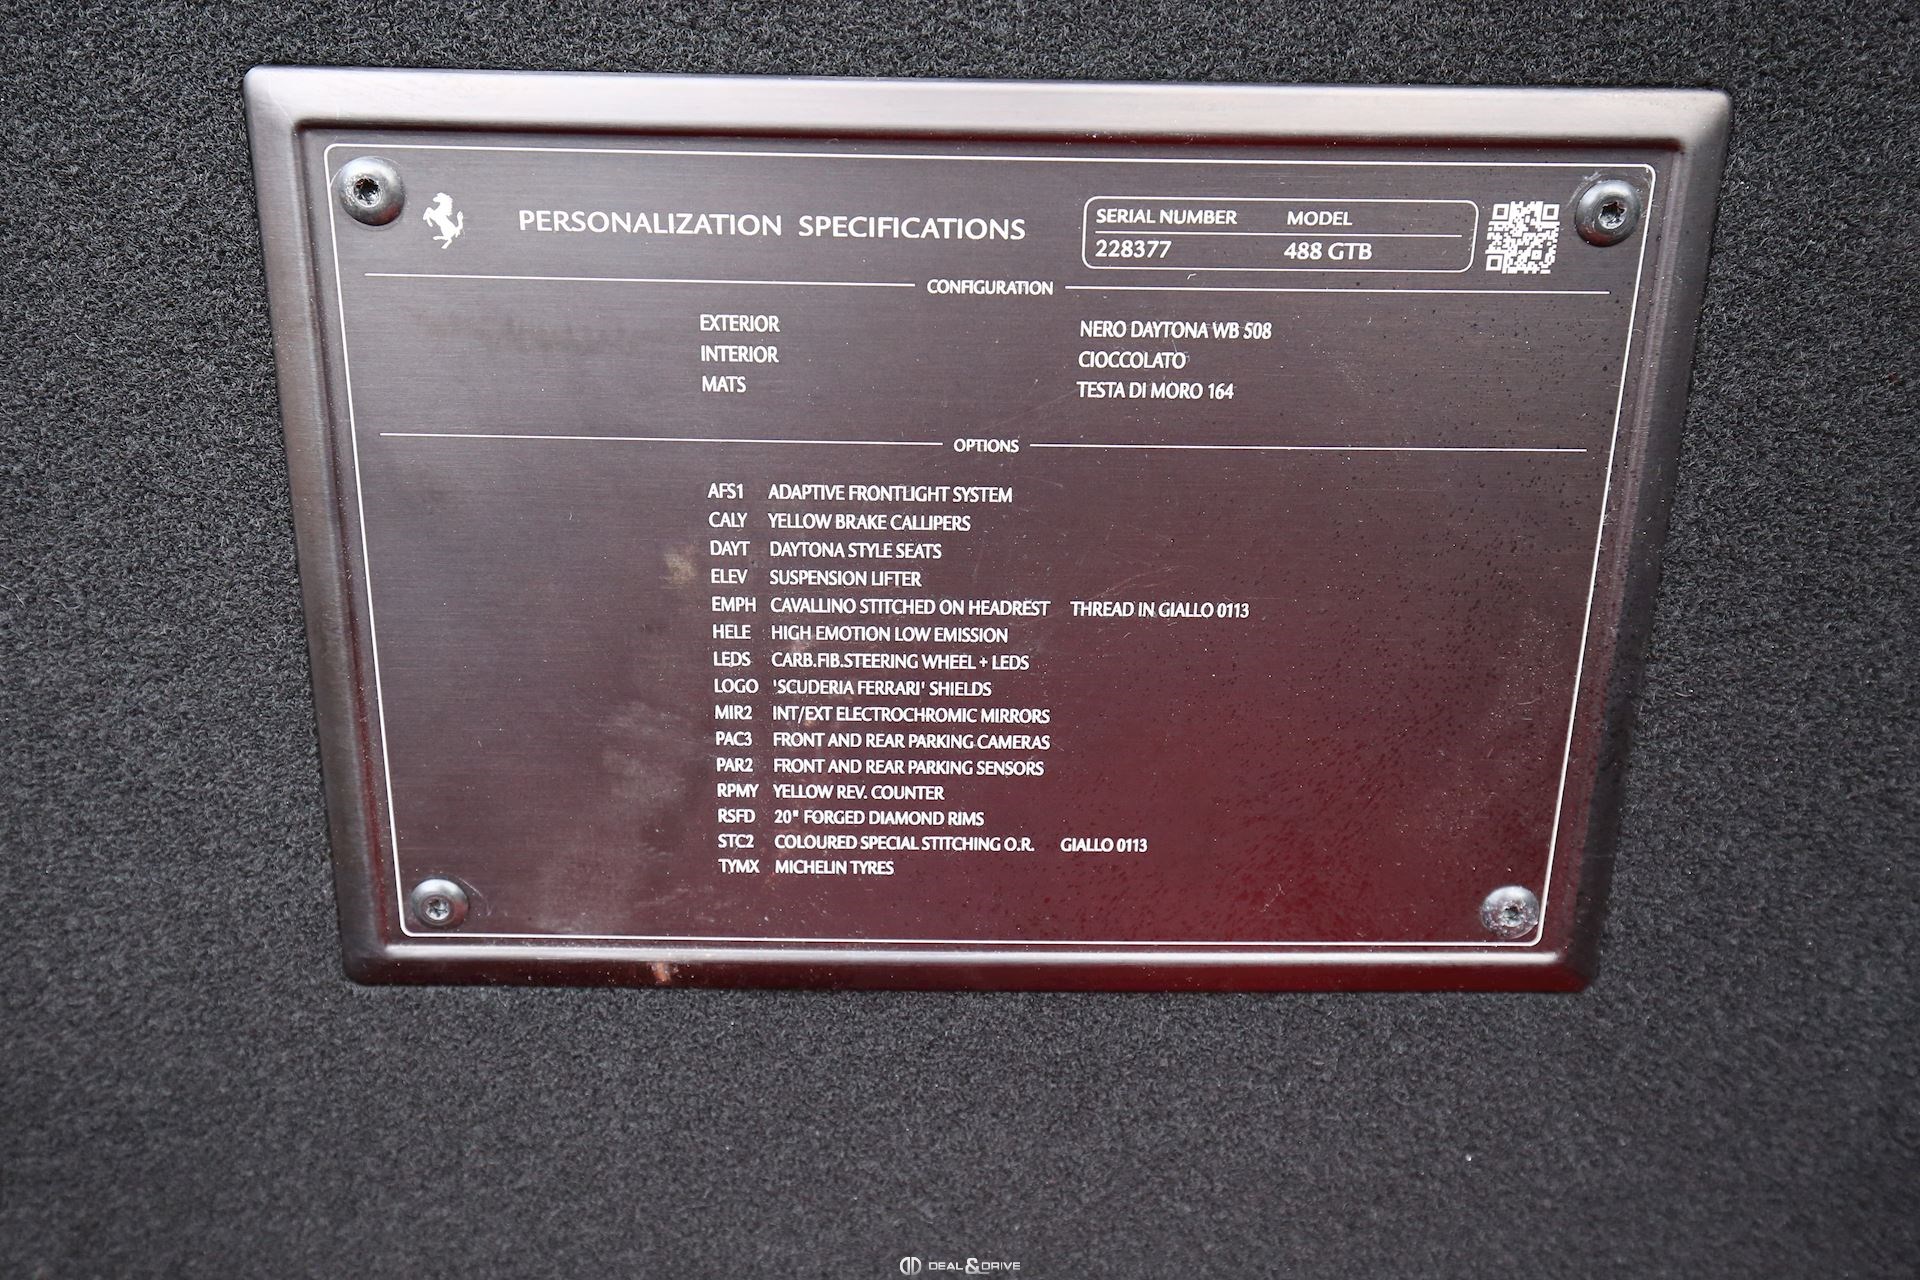 PERSONALIZATION SPECIFICATIONS
SERIAL NUMBER MODEL
228377 488 GTB
CONFIGURATION
EXTERIOR NERO DAYTONA WB 508
INTERIOR CIOCCOLATO
MATS TESTA DI MORO 164
OPTIONS
AFS1 ADAPTIVE FRONTLIGHT SYSTEM
CALY YELLOW BRAKE CALLIPERS
DAYT DAYTONA STYLE SEATS
ELEV SUSPENSION LIFTER
EMPH CAVALLINO STITCHED ON HEADREST THREAD IN GIALLO 0113
HELE HIGH EMOTION LOW EMISSION
LEDS CARB.FIB.STEERING WHEEL + LEDS
LOGO 'SCUDERIA FERRARI' SHIELDS
MIR2 INT/EXT ELECTROCHROMIC MIRRORS
PAC3 FRONT AND REAR PARKING CAMERAS
PAR2 FRONT AND REAR PARKING SENSORS
RPMY YELLOW REV. COUNTER
RSFD 20" FORGED DIAMOND RIMS
STC2 COLOURED SPECIAL STITCHING O.R. GIALLO 0113
TYMX MICHELIN TYRES
DEAL&DRIVE